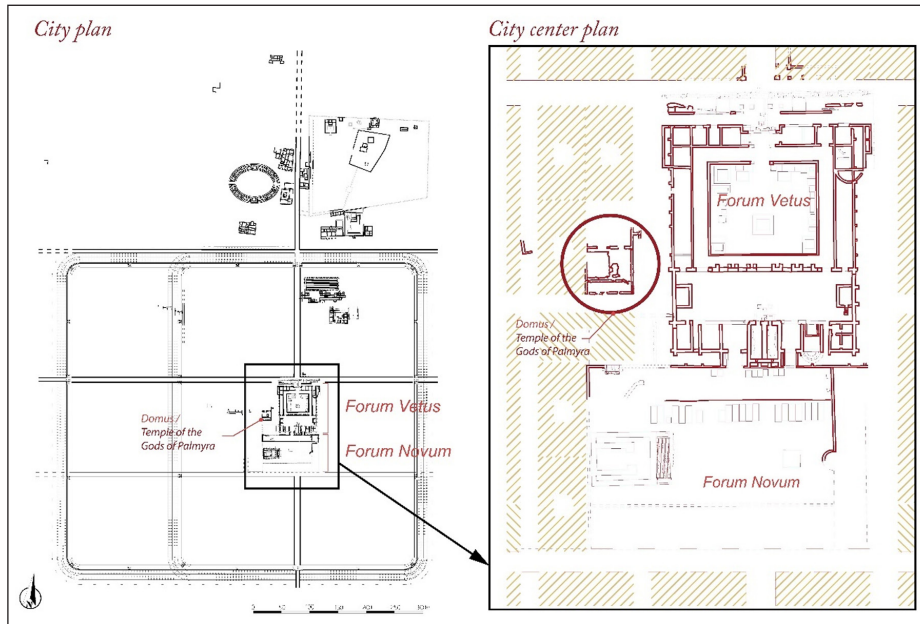 City plan
City center plan
Forum Vetus
Domus /
Temple of the
Gods of Palmyra
Forum Novum
Domus /
Temple of the
Gods of Palmyra
Forum Vetus
Forum Novum
N